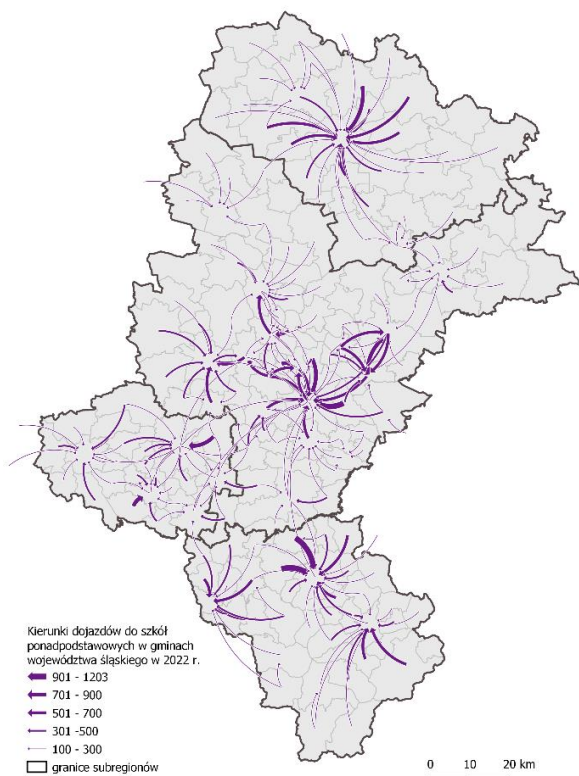 Kierunki dojazdów do szkół
ponadpodstawowych w gminach
województwa śląskiego w 2022 r.
901 - 1203
701 - 900
501 - 700
301 -500
100 - 300
granice subregionów
0 10 20 km